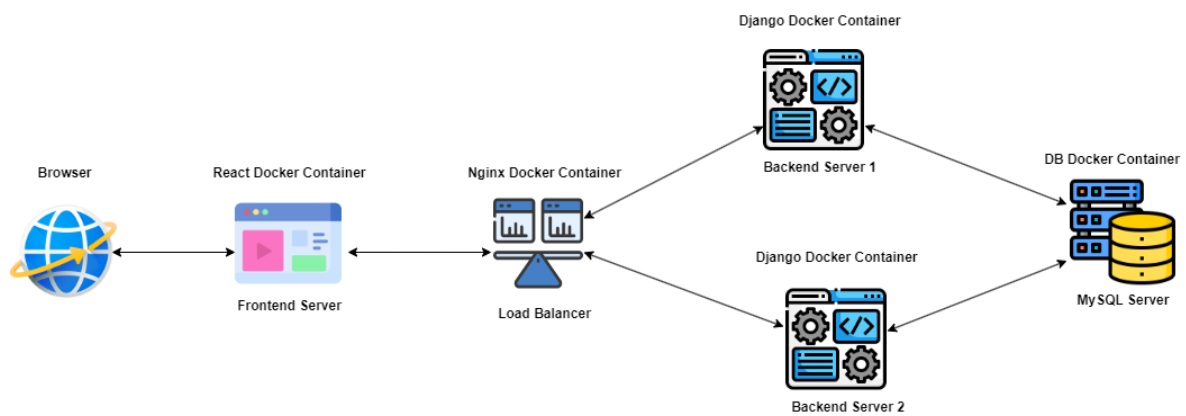 Browser
React Docker Container
Frontend Server
Nginx Docker Container
Load Balancer
Django Docker Container
</>
Backend Server 1
Django Docker Container
</>
Backend Server 2
DB Docker Container
MySQL Server